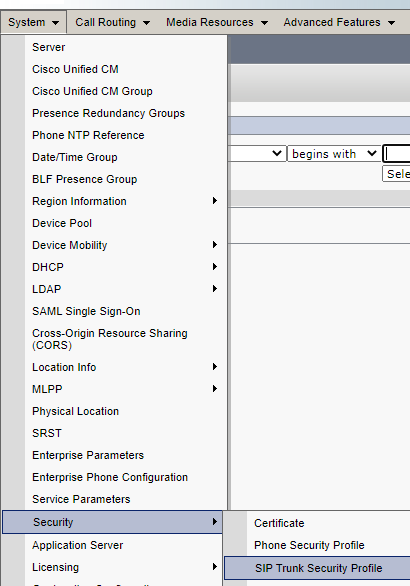 System Call Routing Media Resources Advanced Features
Server
Cisco Unified CM
Cisco Unified CM Group
Presence Redundancy Groups
Phone NTP Reference
Date/Time Group
BLF Presence Group
Region Information
Device Pool
Device Mobility
DHCP
LDAP
SAML Single Sign-On
Cross-Origin Resource Sharing
(CORS)
Location Info
MLPP
Physical Location
SRST
Enterprise Parameters
Enterprise Phone Configuration
Service Parameters
Security
Application Server
Licensing
begins with
Sele
Certificate
Phone Security Profile
SIP Trunk Security Profile